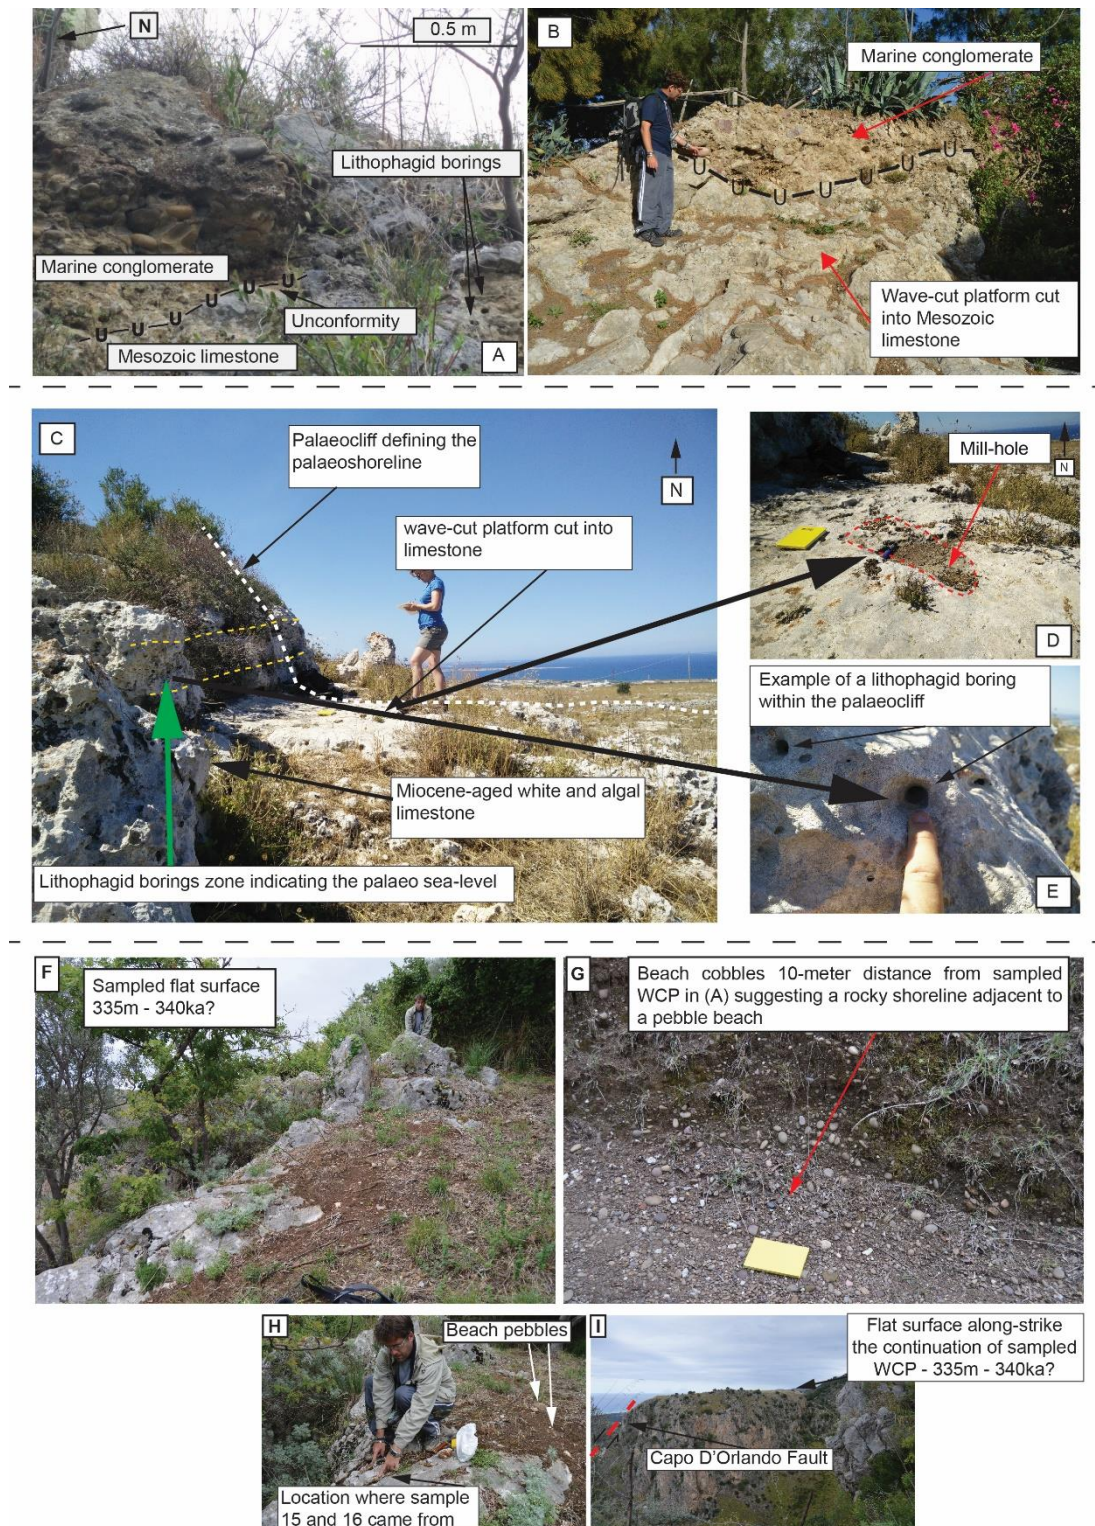 N
0.5 m
Lithophagid borings
Marine conglomerate
U U U U U U
Unconformity
Mesozoic limestone
A
B
Marine conglomerate
U U U U U U U
Wave-cut platform cut
into Mesozoic
limestone
C
Palaeocliff defining the
palaeoshoreline
N
wave-cut platform cut into
limestone
Miocene-aged white and algal
limestone
Lithophagid borings zone indicating the palaeo sea-level
N
Mill-hole
D
Example of a lithophagid boring
within the palaeocliff
E
F
Sampled flat surface
335m - 340ka?
G
Beach cobbles 10-meter distance from sampled
WCP in (A) suggesting a rocky shoreline adjacent to
a pebble beach
H
Beach pebbles
Location where sample
15 and 16 came from
I
Flat surface along-strike
the continuation of sampled
WCP - 335m - 340ka?
Capo D'Orlando Fault